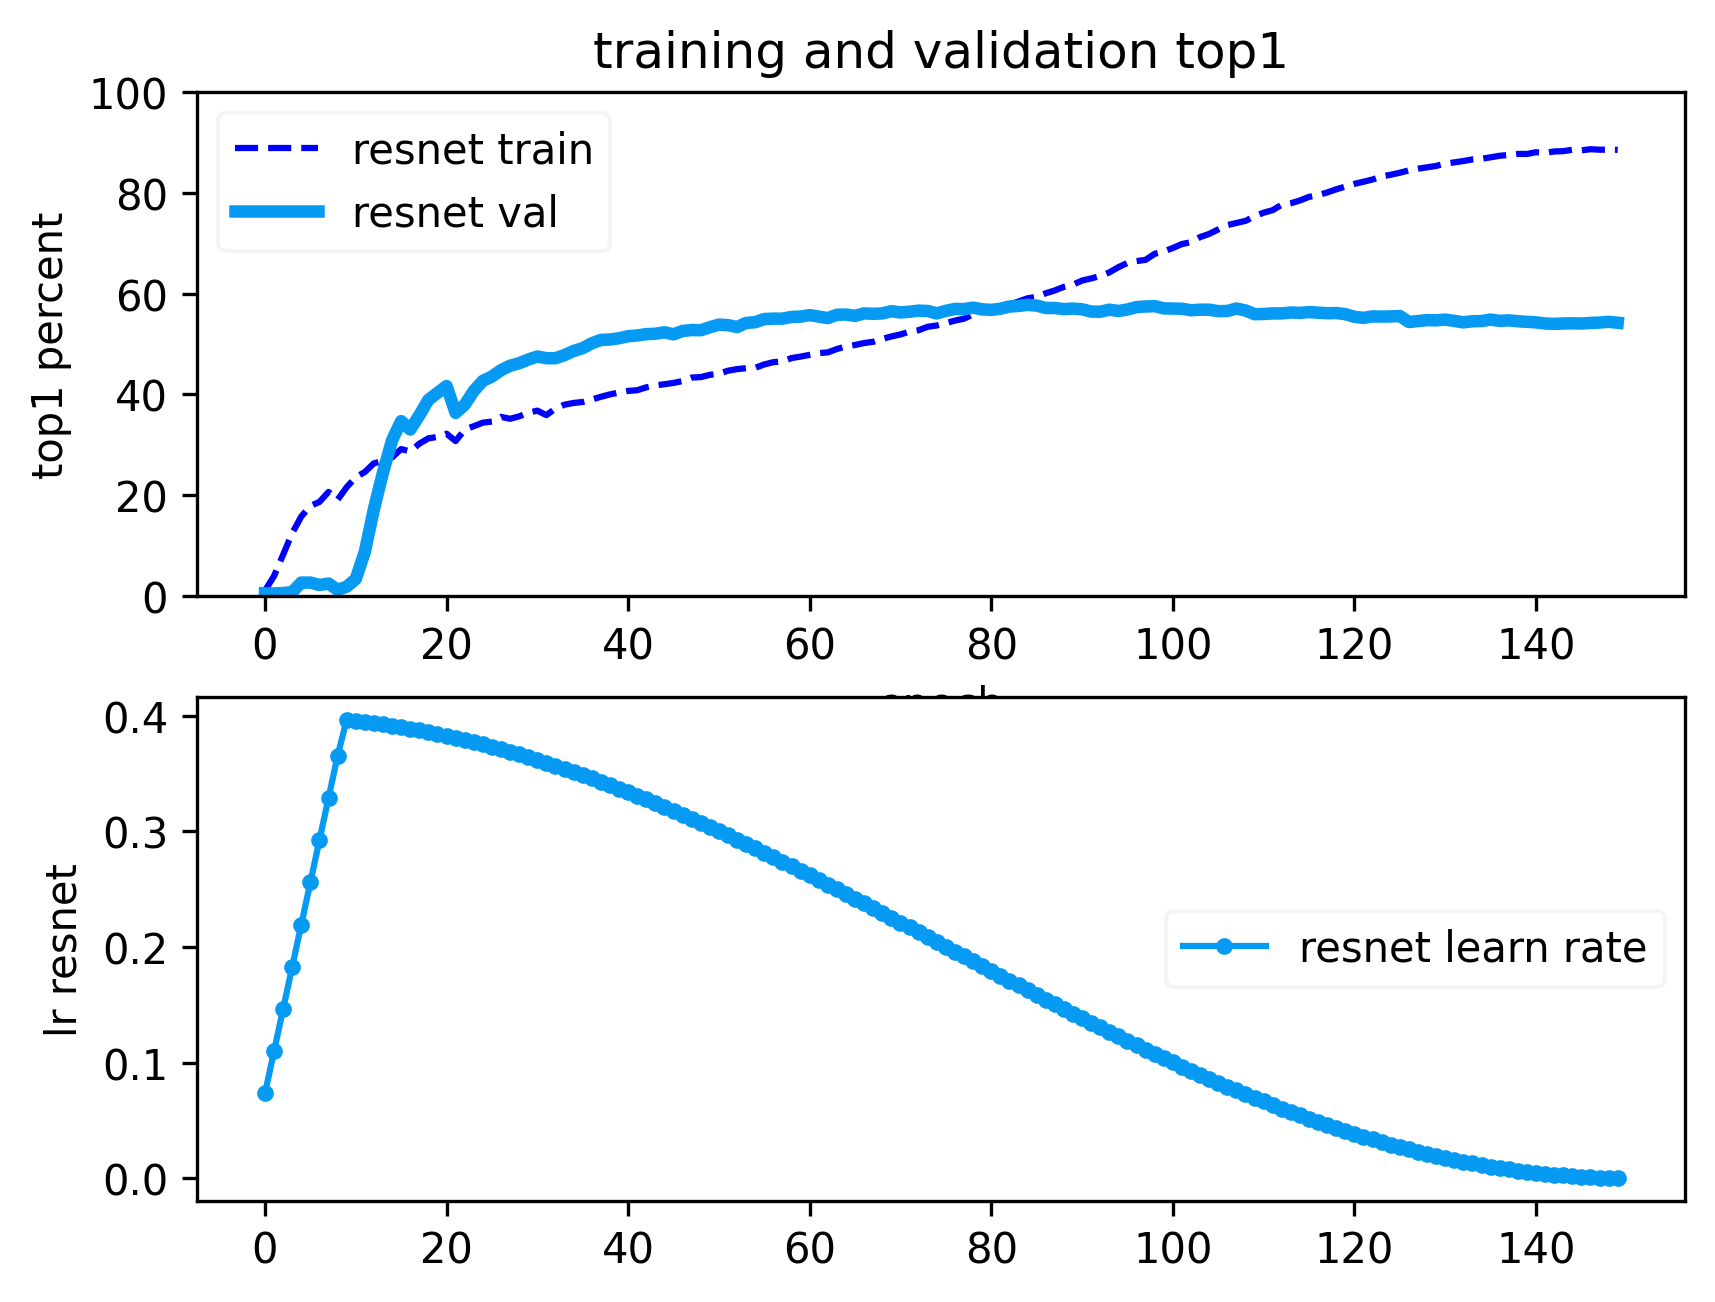 training and validation top1
100
80
60
40
20
0
top1 percent
resnet train
resnet val
0 20 40 60 80 100 120 140
epoch
0.4
0.3
0.2
0.1
0.0
lr resnet
resnet learn rate
0 20 40 60 80 100 120 140